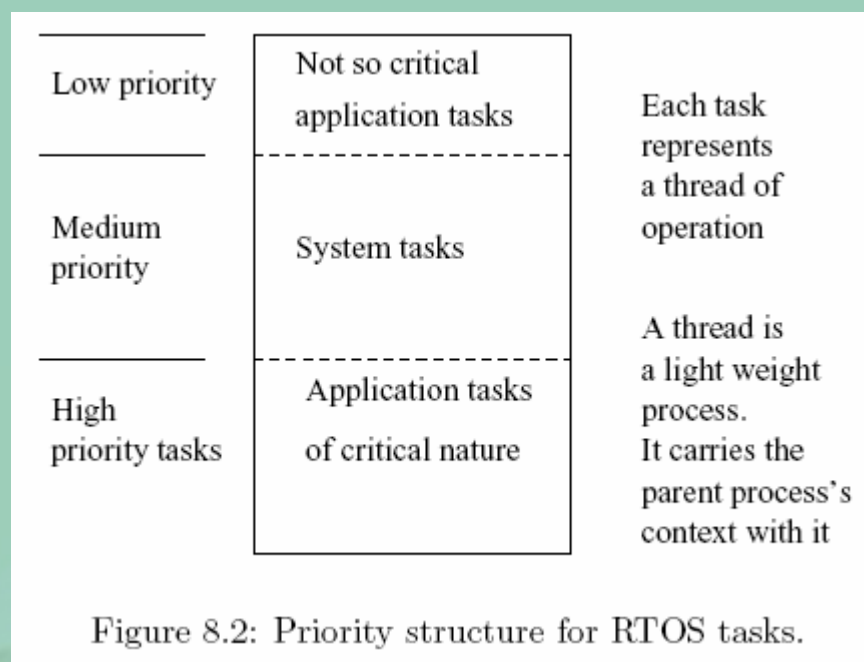 Low priority
Not so critical
application tasks
Medium
priority
System tasks
High
priority tasks
Application tasks
of critical nature
Each task
represents
a thread of
operation
A thread is
a light weight
process.
It carries the
parent process's
context with it
Figure 8.2: Priority structure for RTOS tasks.